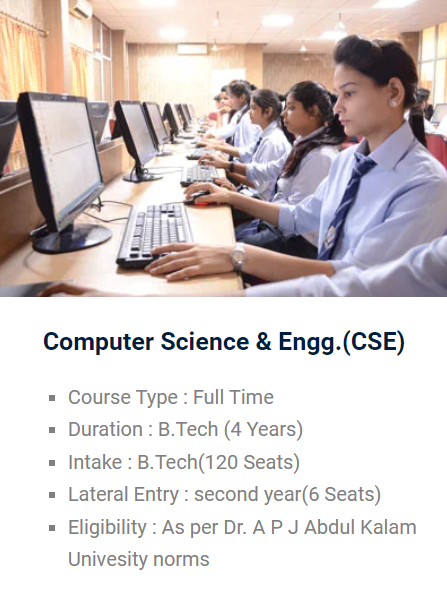 Computer Science & Engg.(CSE)
Course Type : Full Time
Duration : B.Tech (4 Years)
Intake : B.Tech(120 Seats)
Lateral Entry : second year(6 Seats)
Eligibility : As per Dr. A P J Abdul Kalam
Univesity norms